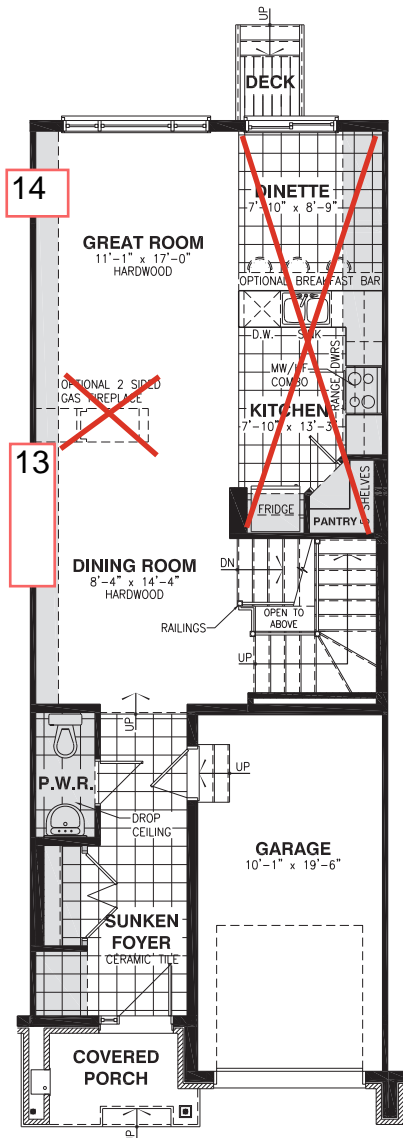 UP
DECK
14
DINETTE
7'-10" x 8'-9"
GREAT ROOM
11'-1" x 17'-0"
HARDWOOD
OPTIONAL BREAKFAST BAR
D.W.
SINK
MW/HF
COMBO
RANGE
DWRS
OPTIONAL 2 SIDED
GAS FIREPLACE
KITCHEN
7'-10" x 13'-3"
13
SHELVES
FRIDGE
PANTRY
DINING ROOM
8'-4" x 14'-4"
HARDWOOD
DN
OPEN TO
ABOVE
RAILINGS
UP
UP
P.W.R.
UP
DROP
CEILING
GARAGE
10'-1" x 19'-6"
SUNKEN
FOYER
CERAMIC TILE
COVERED
PORCH